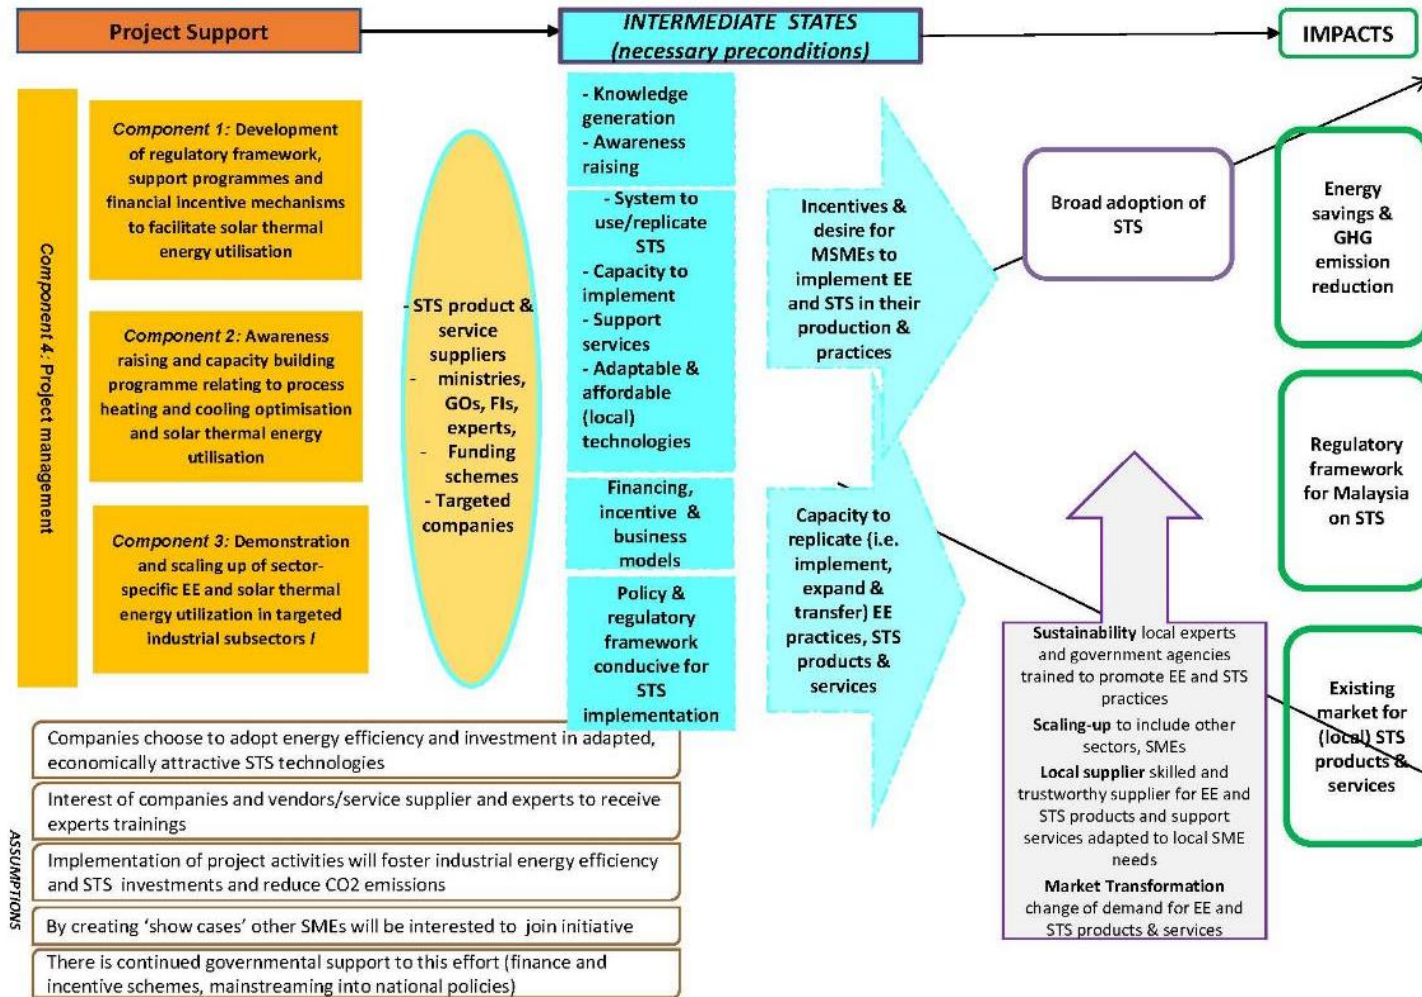 Project Support
INTERMEDIATE STATES
(necessary preconditions)
IMPACTS
Component 4: Project management
Component 1: Development
of regulatory framework,
support programmes and
financial incentive mechanisms
to facilitate solar thermal
energy utilisation
Component 2: Awareness
raising and capacity building
programme relating to process
heating and cooling optimisation
and solar thermal energy
utilisation
Component 3: Demonstration
and scaling up of sector-
specific EE and solar thermal
energy utilization in targeted
industrial subsectors l
- STS product &
service
suppliers
- ministries,
GOs, FIs,
experts,
- Funding
schemes
- Targeted
companies
- Knowledge
generation
- Awareness
raising
- System to
use/replicate
STS
- Capacity to
implement
- Support
services
- Adaptable &
affordable
(local)
technologies
Financing,
incentive &
business
models
Policy &
regulatory
framework
conducive for
STS
implementation
Incentives &
desire for
MSMEs to
implement EE
and STS in their
production &
practices
Capacity to
replicate (i.e.
implement,
expand &
transfer) EE
practices, STS
products &
services
Broad adoption of
STS
Sustainability local experts
and government agencies
trained to promote EE and STS
practices
Scaling-up to include other
sectors, SMEs
Local supplier skilled and
trustworthy supplier for EE and
STS products and support
services adapted to local SME
needs
Market Transformation
change of demand for EE and
STS products & services
Energy
savings &
GHG
emission
reduction
Regulatory
framework
for Malaysia
on STS
Existing
market for
(local) STS
products &
services
ASSUMPTIONS
Companies choose to adopt energy efficiency and investment in adapted,
economically attractive STS technologies
Interest of companies and vendors/service supplier and experts to receive
experts trainings
Implementation of project activities will foster industrial energy efficiency
and STS investments and reduce CO2 emissions
By creating ‘show cases’ other SMEs will be interested to join initiative
There is continued governmental support to this effort (finance and
incentive schemes, mainstreaming into national policies)